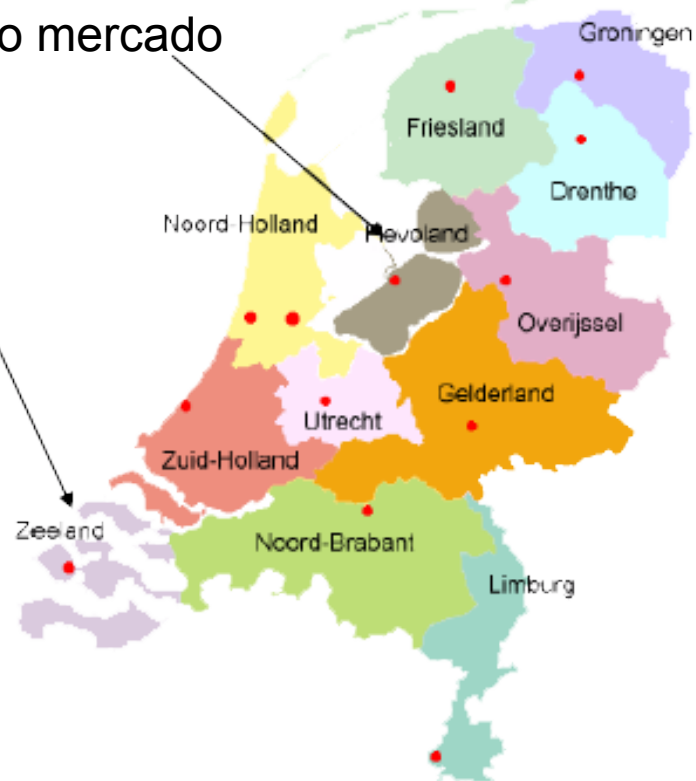 o mercado
Groningen
Friesland
Drenthe
Noord-Holland
Flevoland
Overijssel
Gelderland
Utrecht
Zuid-Holland
Zeeland
Noord-Brabant
Limburg